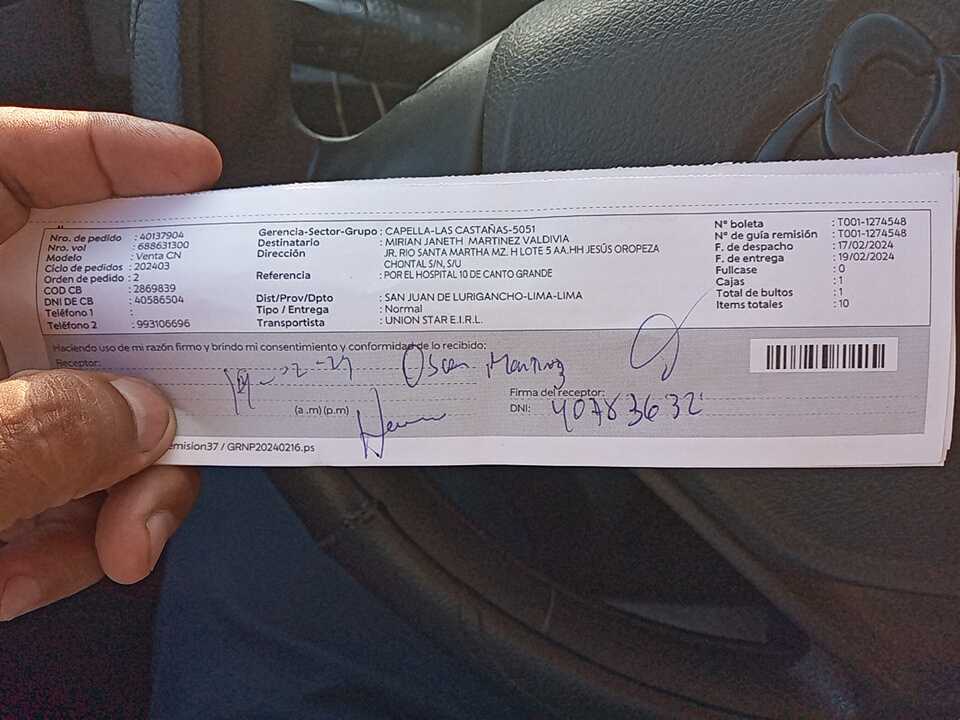 Nro. de pedido : 40137904
Nro. vol : 688631300
Modelo : Venta CN
Ciclo de pedidos : 202403
Orden de pedido : 2
COD CB : 2869839
DNI DE CB : 40586504
Teléfono 1 :
Teléfono 2 : 993106696
Gerencia-Sector-Grupo : CAPELLA-LAS CASTAÑAS-5051
Destinatario : MIRIAN JANETH MARTINEZ VALDIVIA
Dirección : JR. RIO SANTA MARTHA MZ. H LOTE 5 AA.HH JESÚS OROPEZA
CHONTAL S/N, S/U
Referencia : POR EL HOSPITAL 10 DE CANTO GRANDE
Dist/Prov/Dpto : SAN JUAN DE LURIGANCHO-LIMA-LIMA
Tipo / Entrega : Normal
Transportista : UNION STAR E.I.R.L.
N° boleta : T001-1274548
N° de guía remisión : T001-1274548
F. de despacho : 17/02/2024
F. de entrega : 19/02/2024
Fullcase : 0
Cajas : 1
Total de bultos : 1
Items totales : 10
Haciendo uso de mi razón firmo y brindo mi consentimiento y conformidad de lo recibido:
Receptor:
Oscar Martinez
(a .m) (p.m)
Firma del receptor:
DNI: 40783632
emision37 / GRNP20240216.ps